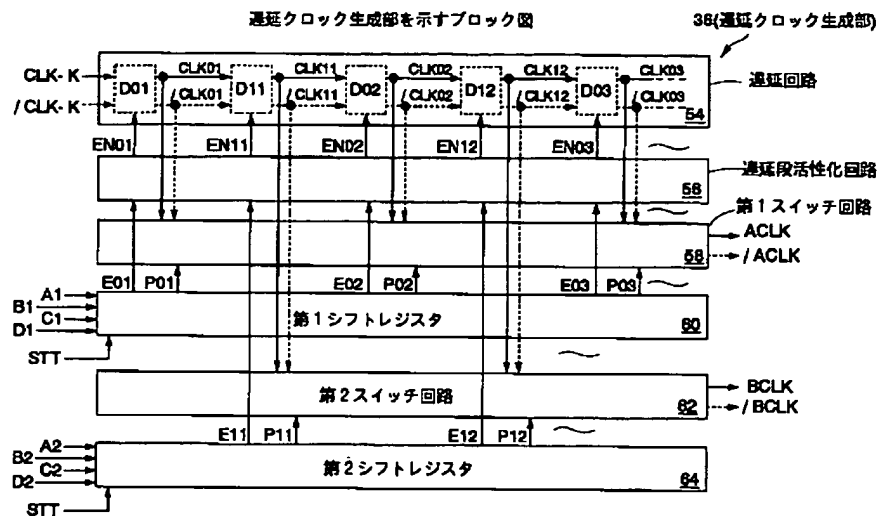 遅延クロック生成部を示すブロック図
36(遅延クロック生成部)
CLK-K
/CLK-K
D01
CLK01
/CLK01
D11
CLK11
/CLK11
D02
CLK02
/CLK02
D12
CLK12
/CLK12
D03
CLK03
/CLK03
遅延回路
54
EN01
EN11
EN02
EN12
EN03
遅延段活性化回路
56
第1スイッチ回路
ACLK
58
/ACLK
E01
P01
E02
P02
E03
P03
A1
B1
C1
D1
第1シフトレジスタ
60
STT
第2スイッチ回路
62
BCLK
/BCLK
E11
P11
E12
P12
A2
B2
C2
D2
第2シフトレジスタ
64
STT